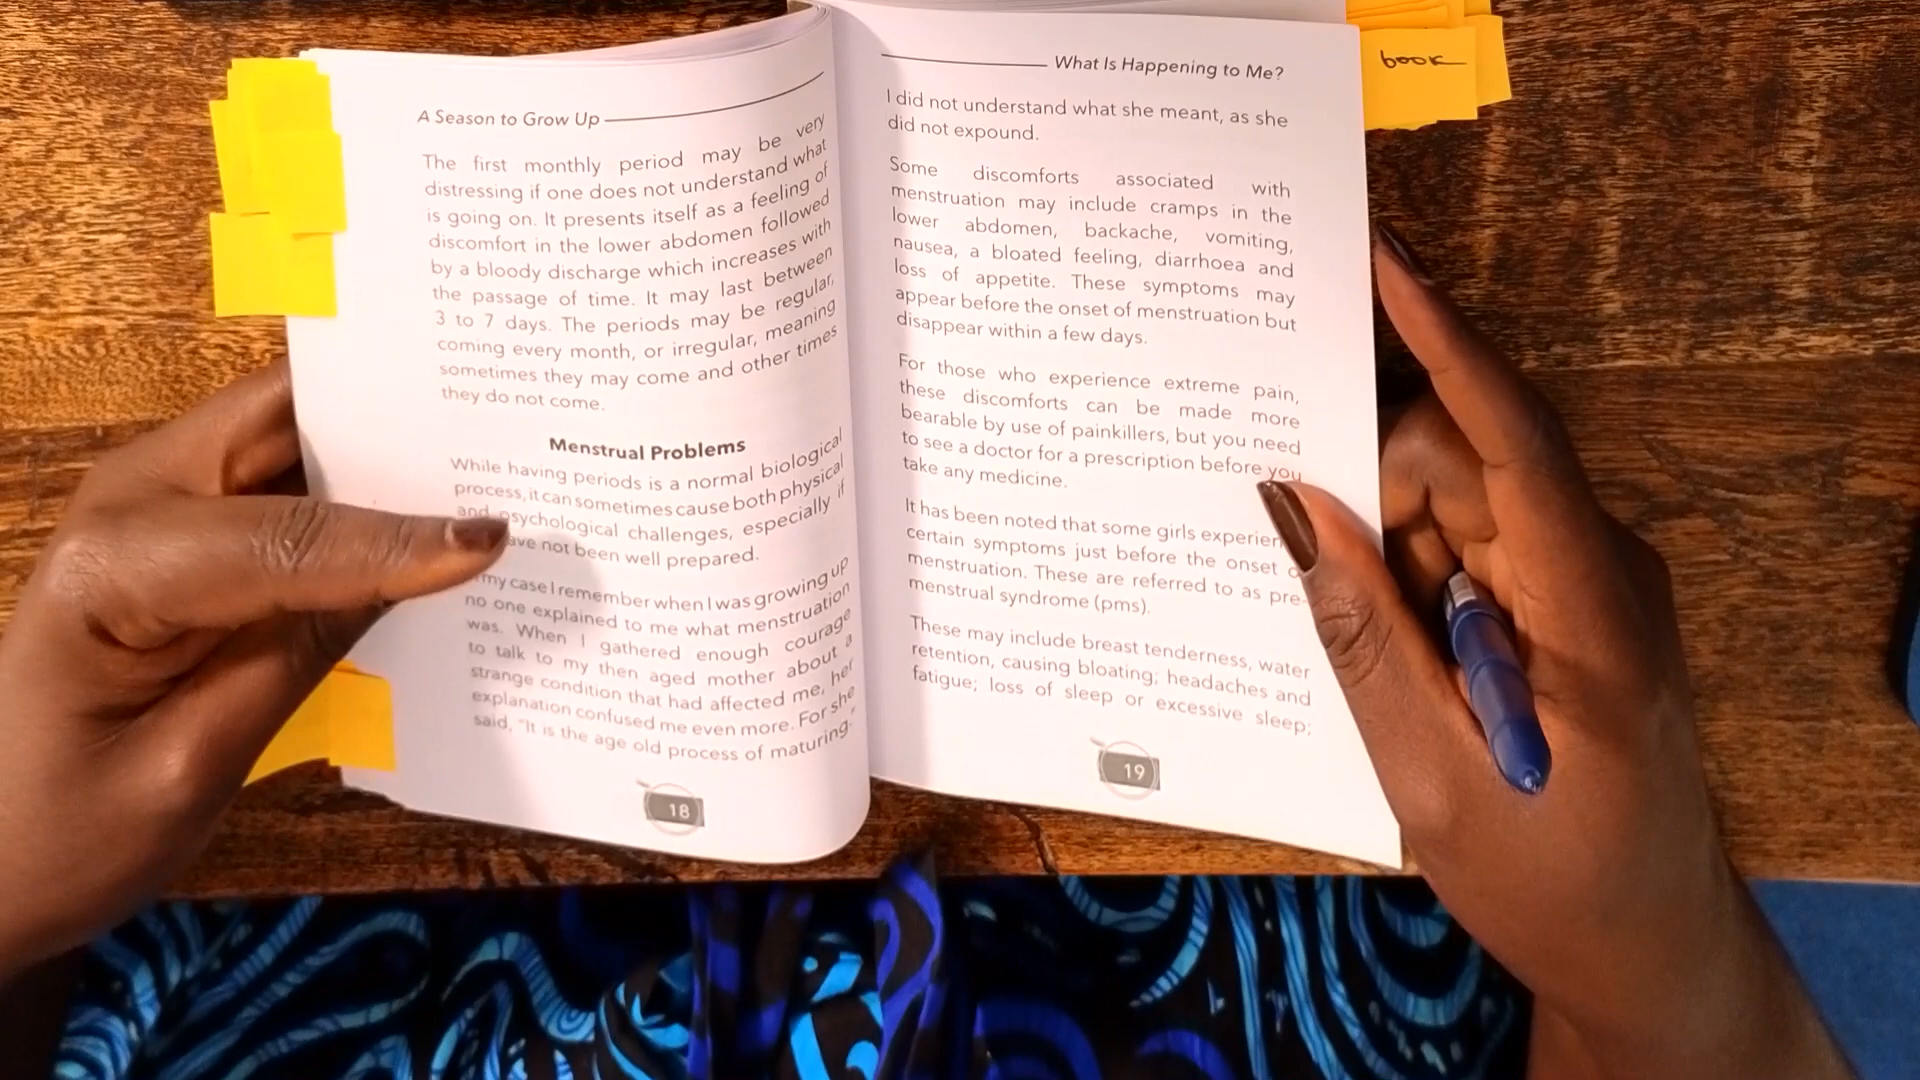 A Season to Grow Up
The first monthly period may be very
distressing if one does not understand what
is going on. It presents itself as a feeling of
discomfort in the lower abdomen followed
by a bloody discharge which increases with
the passage of time. It may last between
3 to 7 days. The periods may be regular,
coming every month, or irregular, meaning
sometimes they may come and other times
they do not come.
Menstrual Problems
While having periods is a normal biological
process, it can sometimes cause both physical
and psychological challenges, especially if
not been well prepared.
my case I remember when I was growing up
no one explained to me what menstruation
was. When I gathered enough courage
to talk to my then aged mother about a
strange condition that had affected me, her
explanation confused me even more. For she
said, "It is the age old process of maturing."
18
What Is Happening to Me?
I did not understand what she meant, as she
did not expound.
Some discomforts associated with
menstruation may include cramps in the
lower abdomen, backache, vomiting,
nausea, a bloated feeling, diarrhoea and
loss of appetite. These symptoms may
appear before the onset of menstruation but
disappear within a few days.
For those who experience extreme pain,
these discomforts can be made more
bearable by use of painkillers, but you need
to see a doctor for a prescription before you
take any medicine.
It has been noted that some girls
certain symptoms just before the onset
menstruation. These are referred to as pre-
menstrual syndrome (pms).
These may include breast tenderness, water
retention, causing bloating; headaches and
fatigue; loss of sleep or excessive sleep;
19
book